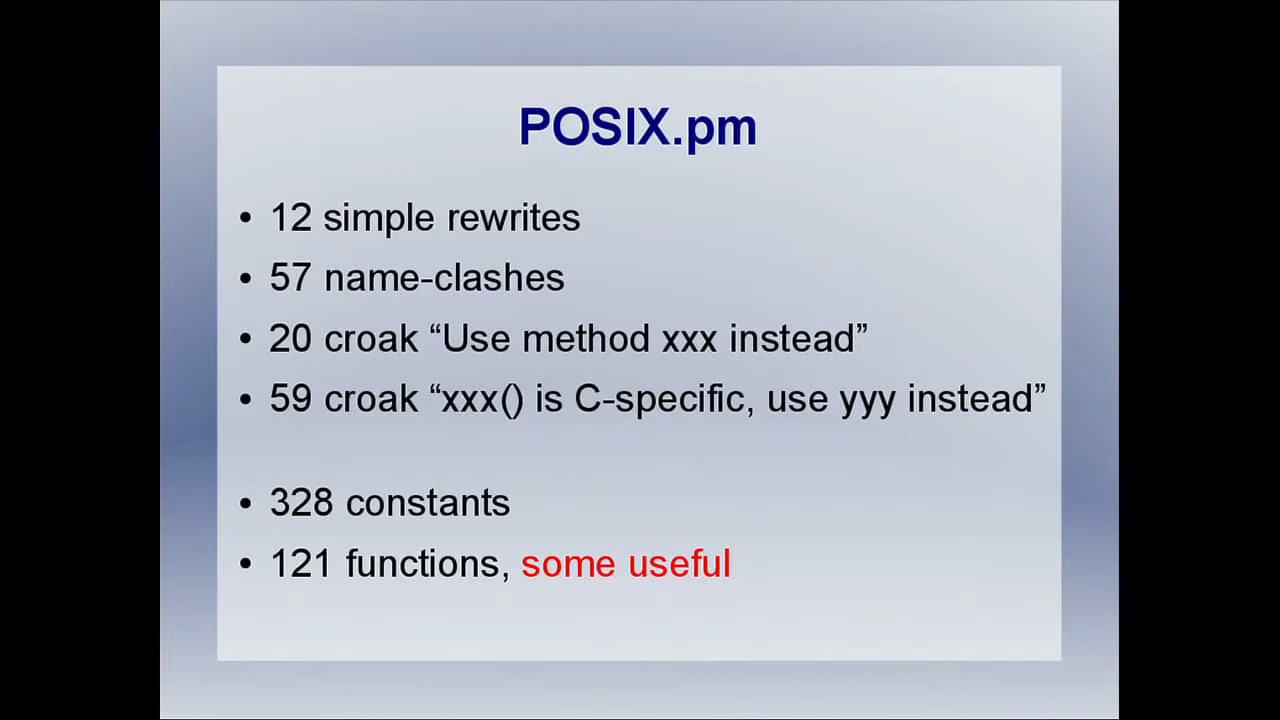 POSIX.pm
• 12 simple rewrites
• 57 name-clashes
• 20 croak “Use method xxx instead”
• 59 croak “xxx() is C-specific, use yyy instead”
• 328 constants
• 121 functions, some useful